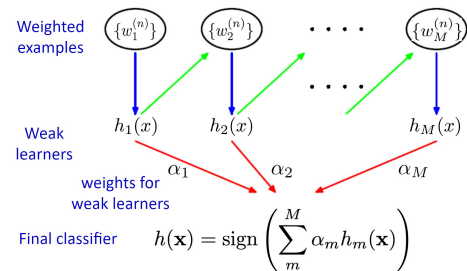 Weighted examples {w_1^{(n)}} {w_2^{(n)}} . . . . {w_M^{(n)}}
. . . .
Weak learners h_1(x) h_2(x) h_M(x)
α_1 α_2 α_M
weights for weak learners
Final classifier h(𝐱) = sign ( ∑_m^M α_m h_m(𝐱) )